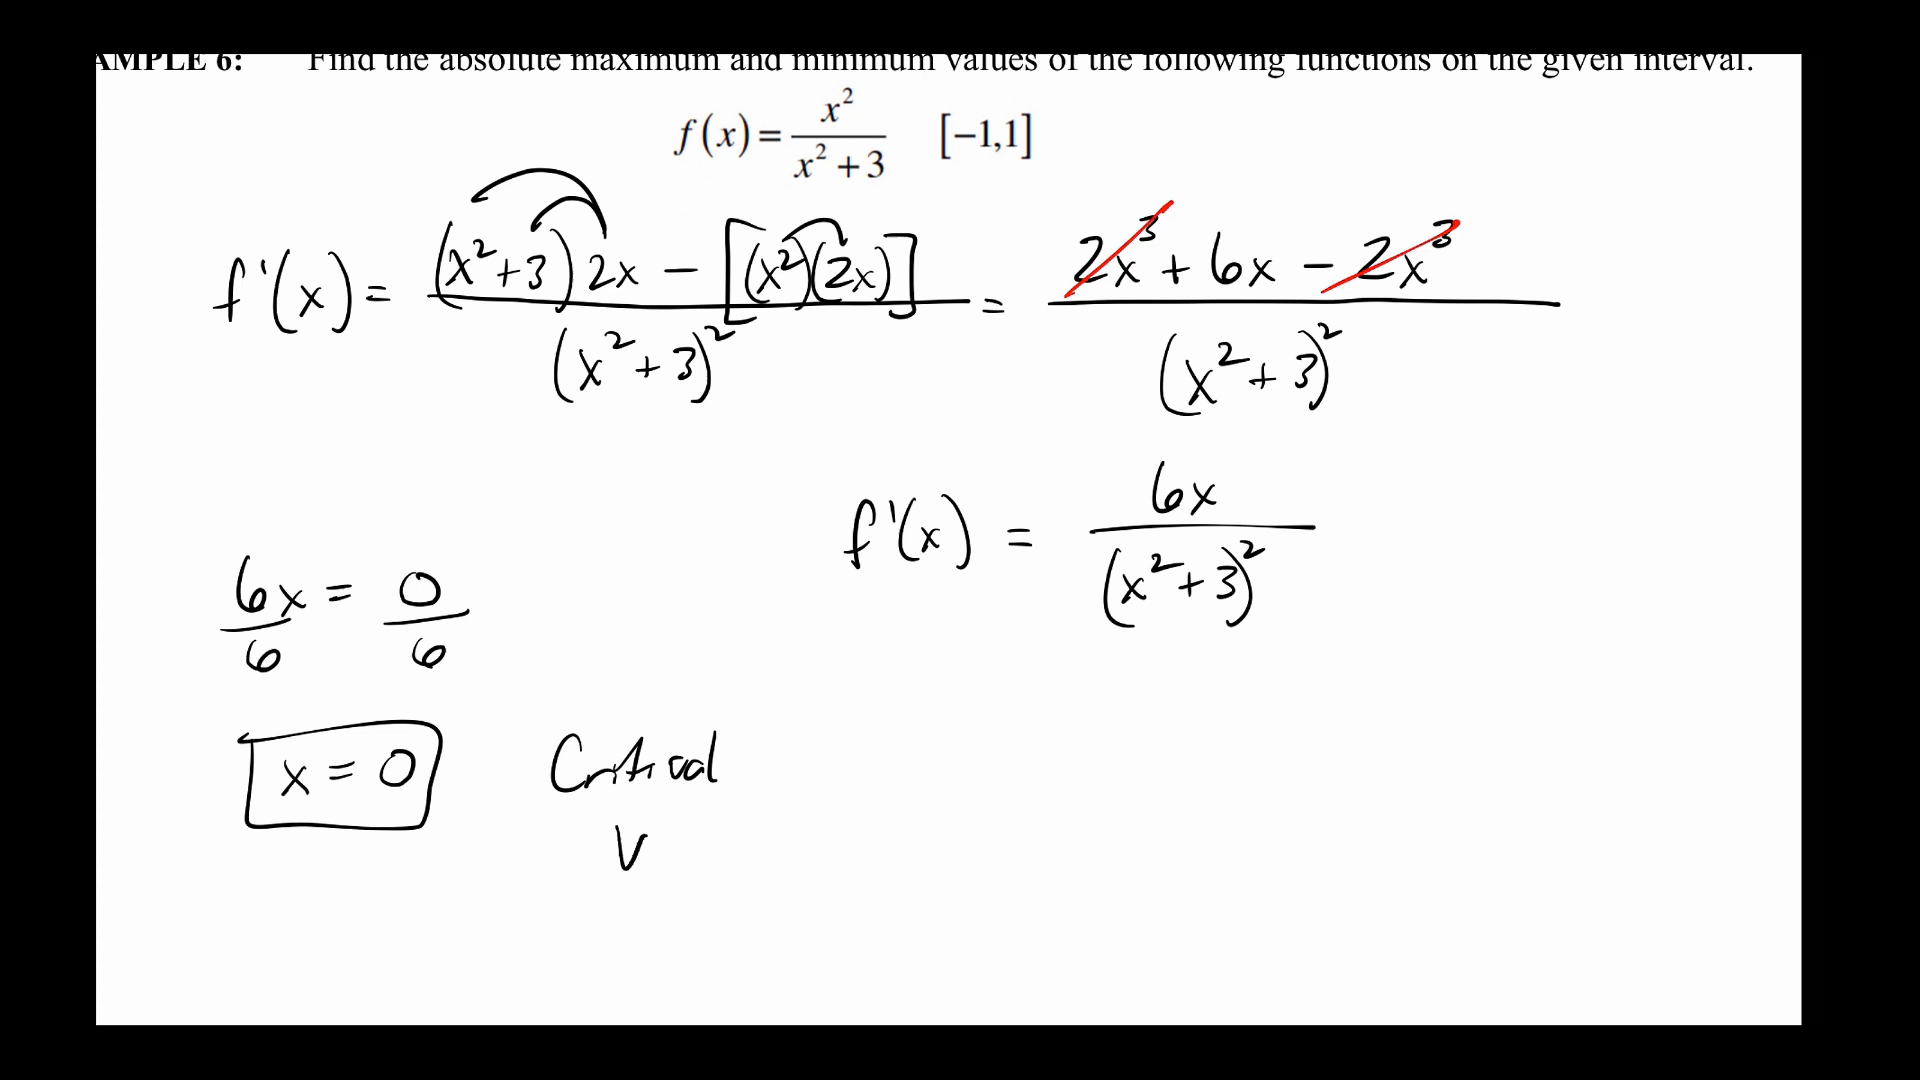 AMPLE 6: Find the absolute maximum and minimum values of the following functions on the given interval.
f(x) = x²/(x² + 3) [−1,1]
f'(x) = ((x²+3)2x − [(x²)(2x)])/(x²+3)² = (2x³ + 6x − 2x³)/(x²+3)²
f'(x) = 6x/(x²+3)²
6x/6 = 0/6
x = 0 Critical
V